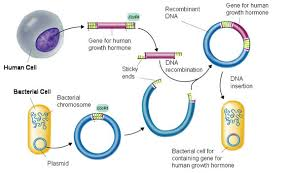 EcoRI
Gene for human
growth hormone
Recombinant
DNA
Human Cell
Gene for human
growth hormone
Sticky
ends
DNA
recombination
DNA
insertion
Bacterial Cell
Bacterial
chromosome
EcoRI
Plasmid
Bacterial cell for
containing gene for
human growth hormone